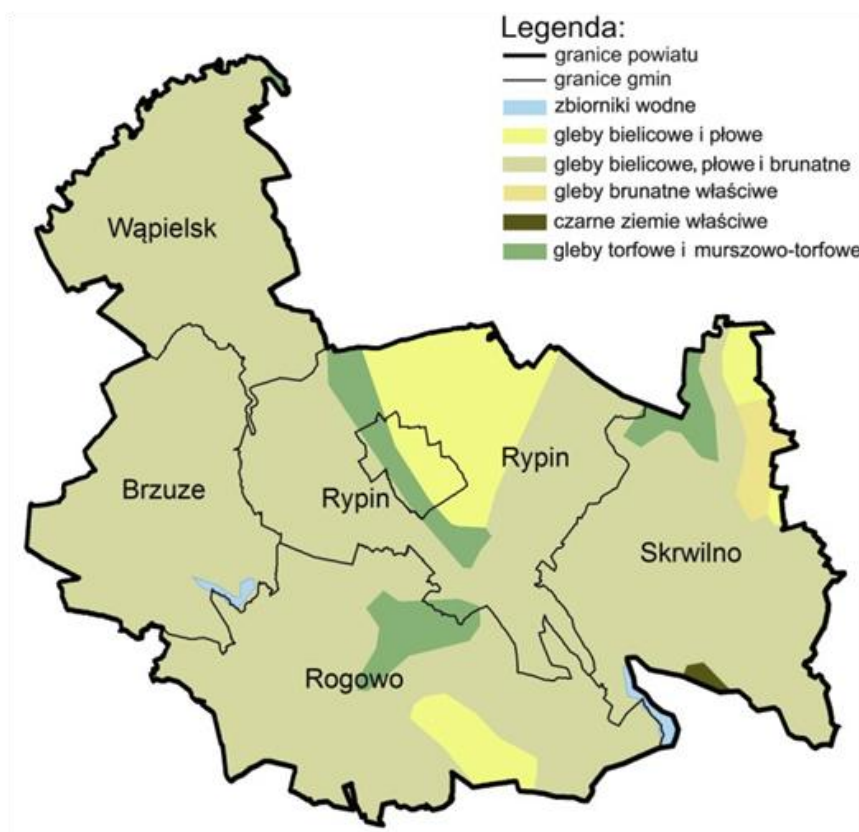 Legenda:
granice powiatu
granice gmin
zbiorniki wodne
gleby bielicowe i płowe
gleby bielicowe, płowe i brunatne
gleby brunatne właściwe
czarne ziemie właściwe
gleby torfowe i murszowo-torfowe
Wąpielsk
Rypin
Brzuze
Rypin
Skrwilno
Rogowo